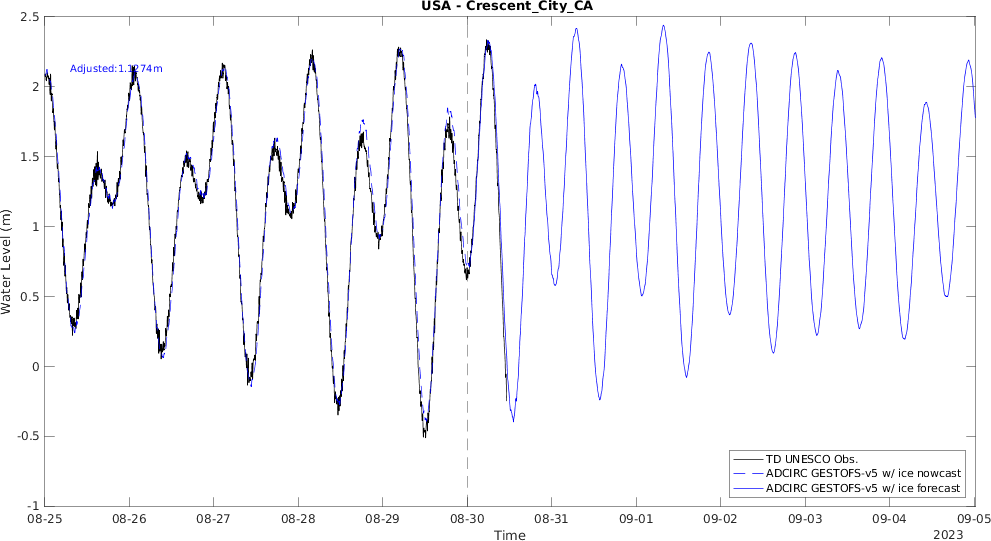 USA - Crescent_City_CA
2.5
2
1.5
1
0.5
0
-0.5
-1
Water Level (m)
Adjusted:1.1274m
TD UNESCO Obs.
ADCIRC GESTOFS-v5 w/ ice nowcast
ADCIRC GESTOFS-v5 w/ ice forecast
08-25 08-26 08-27 08-28 08-29 08-30 08-31 09-01 09-02 09-03 09-04 09-05
Time
2023